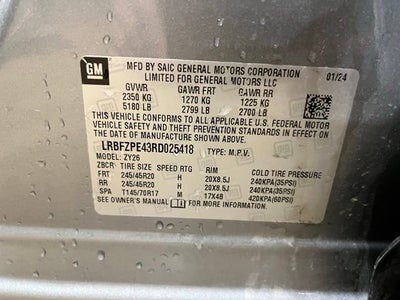 GM
MFD BY SAIC GENERAL MOTORS CORPORATION
LIMITED FOR GENERAL MOTORS LLC
01/24
GVWR GAWR FRT GAWR RR
2350 KG 1270 KG 1225 KG
5180 LB 2799 LB 2700 LB
THIS VEHICLE CONFORMS TO ALL APPLICABLE U.S. FEDERAL MOTOR
VEHICLE SAFETY AND THEFT PREVENTION STANDARDS IN EFFECT ON THE
DATE OF MANUFACTURE SHOWN ABOVE.
LRBFZPE43RD025418 TYPE: M.P.V.
MODEL: ZY26
ZBCR TIRE SIZE SPEED RTG RIM COLD TIRE PRESSURE
FRT 245/45R20 H 20X8.5J 240KPA(35PSI)
RR 245/45R20 H 20X8.5J 240KPA(35PSI)
SPA T145/70R17 M 17X4B 420KPA(60PSI)
SEE OWNER'S MANUAL FOR ADDITIONAL INFORMATION.